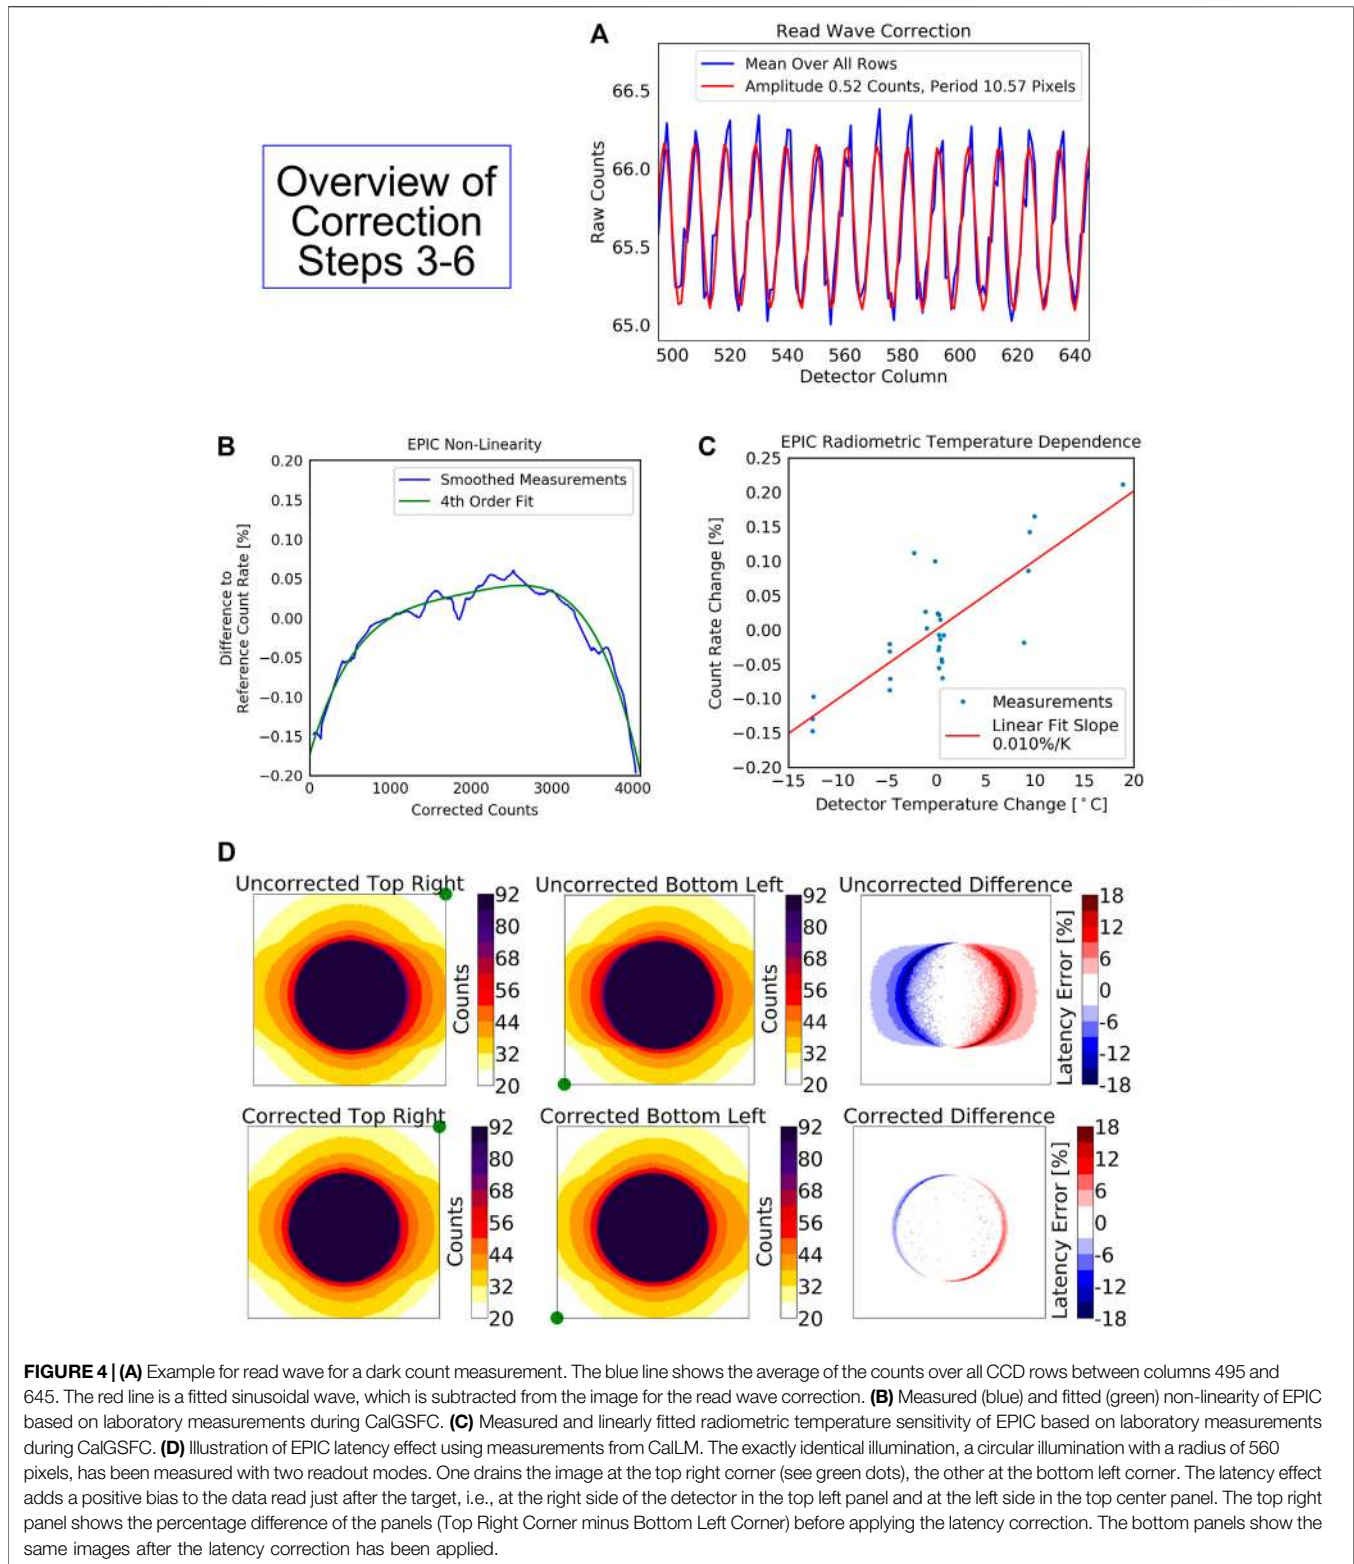 Overview of
Correction
Steps 3-6
A
Read Wave Correction
Mean Over All Rows
Amplitude 0.52 Counts, Period 10.57 Pixels
Raw Counts
66.5
66.0
65.5
65.0
500 520 540 560 580 600 620 640
Detector Column
B
EPIC Non-Linearity
Smoothed Measurements
4th Order Fit
Difference to
Reference Count Rate [%]
0.20
0.15
0.10
0.05
0.00
−0.05
−0.10
−0.15
−0.20
0 1000 2000 3000 4000
Corrected Counts
C
EPIC Radiometric Temperature Dependence
Count Rate Change [%]
0.25
0.20
0.15
0.10
0.05
0.00
−0.05
−0.10
−0.15
−0.20
Measurements
Linear Fit Slope
0.010%/K
−15 −10 −5 0 5 10 15 20
Detector Temperature Change [°C]
D
Uncorrected Top Right
Counts
92
80
68
56
44
32
20
Uncorrected Bottom Left
Counts
92
80
68
56
44
32
20
Uncorrected Difference
Latency Error [%]
18
12
6
0
-6
-12
-18
Corrected Top Right
Counts
92
80
68
56
44
32
20
Corrected Bottom Left
Counts
92
80
68
56
44
32
20
Corrected Difference
Latency Error [%]
18
12
6
0
-6
-12
-18
FIGURE 4 | (A) Example for read wave for a dark count measurement. The blue line shows the average of the counts over all CCD rows between columns 495 and
645. The red line is a fitted sinusoidal wave, which is subtracted from the image for the read wave correction. (B) Measured (blue) and fitted (green) non-linearity of EPIC
based on laboratory measurements during CalGSFC. (C) Measured and linearly fitted radiometric temperature sensitivity of EPIC based on laboratory measurements
during CalGSFC. (D) Illustration of EPIC latency effect using measurements from CalLM. The exactly identical illumination, a circular illumination with a radius of 560
pixels, has been measured with two readout modes. One drains the image at the top right corner (see green dots), the other at the bottom left corner. The latency effect
adds a positive bias to the data read just after the target, i.e., at the right side of the detector in the top left panel and at the left side in the top center panel. The top right
panel shows the percentage difference of the panels (Top Right Corner minus Bottom Left Corner) before applying the latency correction. The bottom panels show the
same images after the latency correction has been applied.